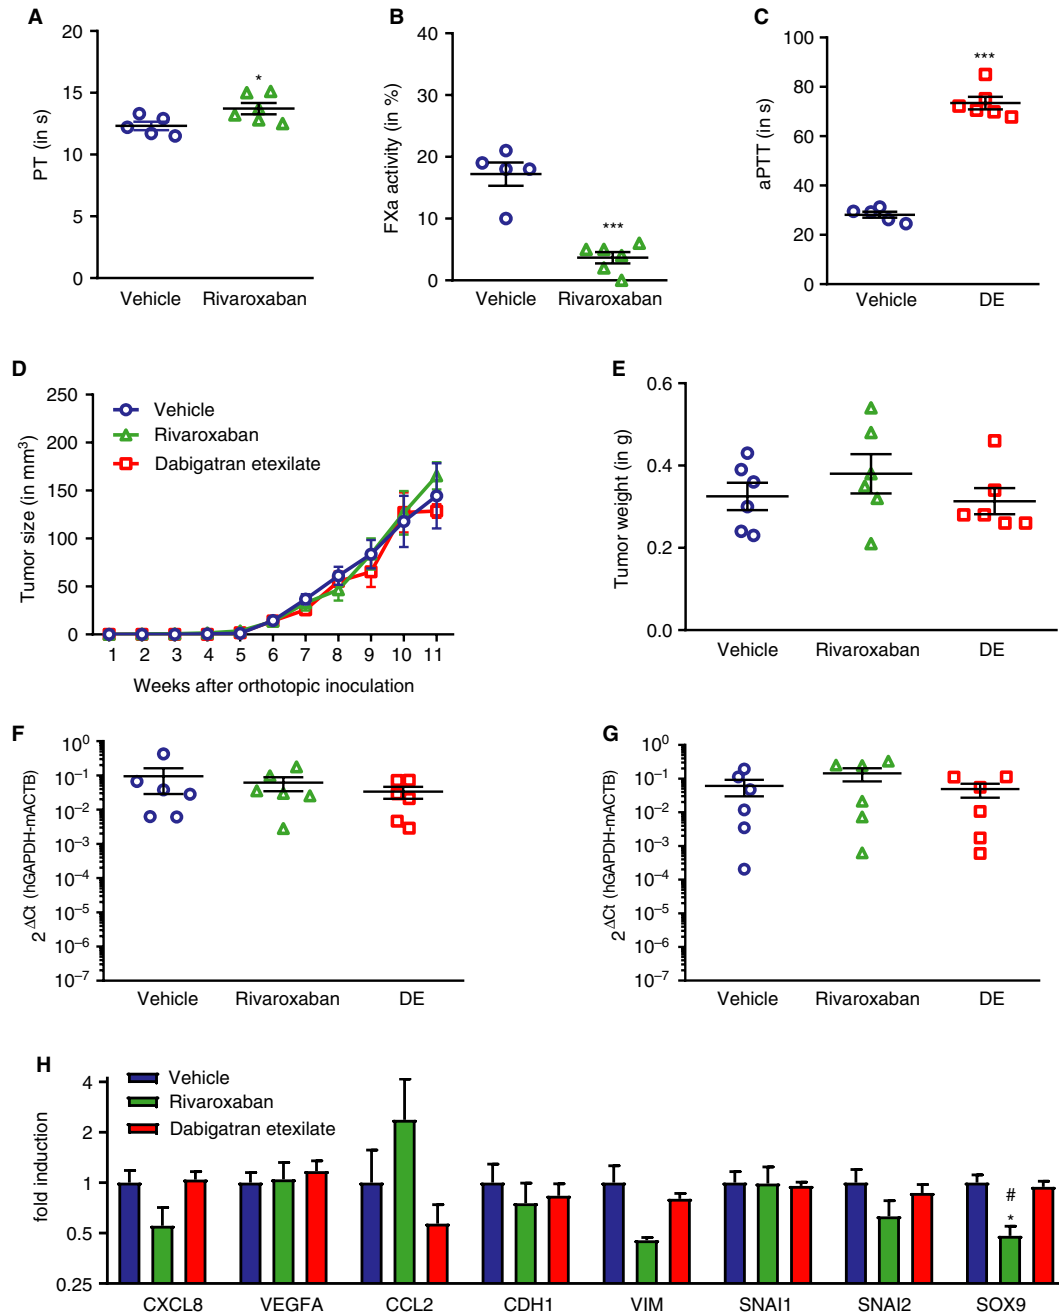 A
PT (in s)
20
15
10
5
0
*
Vehicle
Rivaroxaban
B
FXa activity (in %)
40
30
20
10
0
***
Vehicle
Rivaroxaban
C
aPTT (in s)
100
80
60
40
20
0
***
Vehicle
DE
D
Tumor size (in mm³)
250
200
150
100
50
0
Vehicle
Rivaroxaban
Dabigatran etexilate
1 2 3 4 5 6 7 8 9 10 11
Weeks after orthotopic inoculation
E
Tumor weight (in g)
0.6
0.4
0.2
0.0
Vehicle
Rivaroxaban
DE
F
2^ΔCt (hGAPDH-mACTB)
10⁰
10⁻¹
10⁻²
10⁻³
10⁻⁴
10⁻⁵
10⁻⁶
10⁻⁷
Vehicle
Rivaroxaban
DE
G
2^ΔCt (hGAPDH-mACTB)
10⁰
10⁻¹
10⁻²
10⁻³
10⁻⁴
10⁻⁵
10⁻⁶
10⁻⁷
Vehicle
Rivaroxaban
DE
H
fold induction
4
2
1
0.5
0.25
Vehicle
Rivaroxaban
Dabigatran etexilate
#
*
CXCL8
VEGFA
CCL2
CDH1
VIM
SNAI1
SNAI2
SOX9